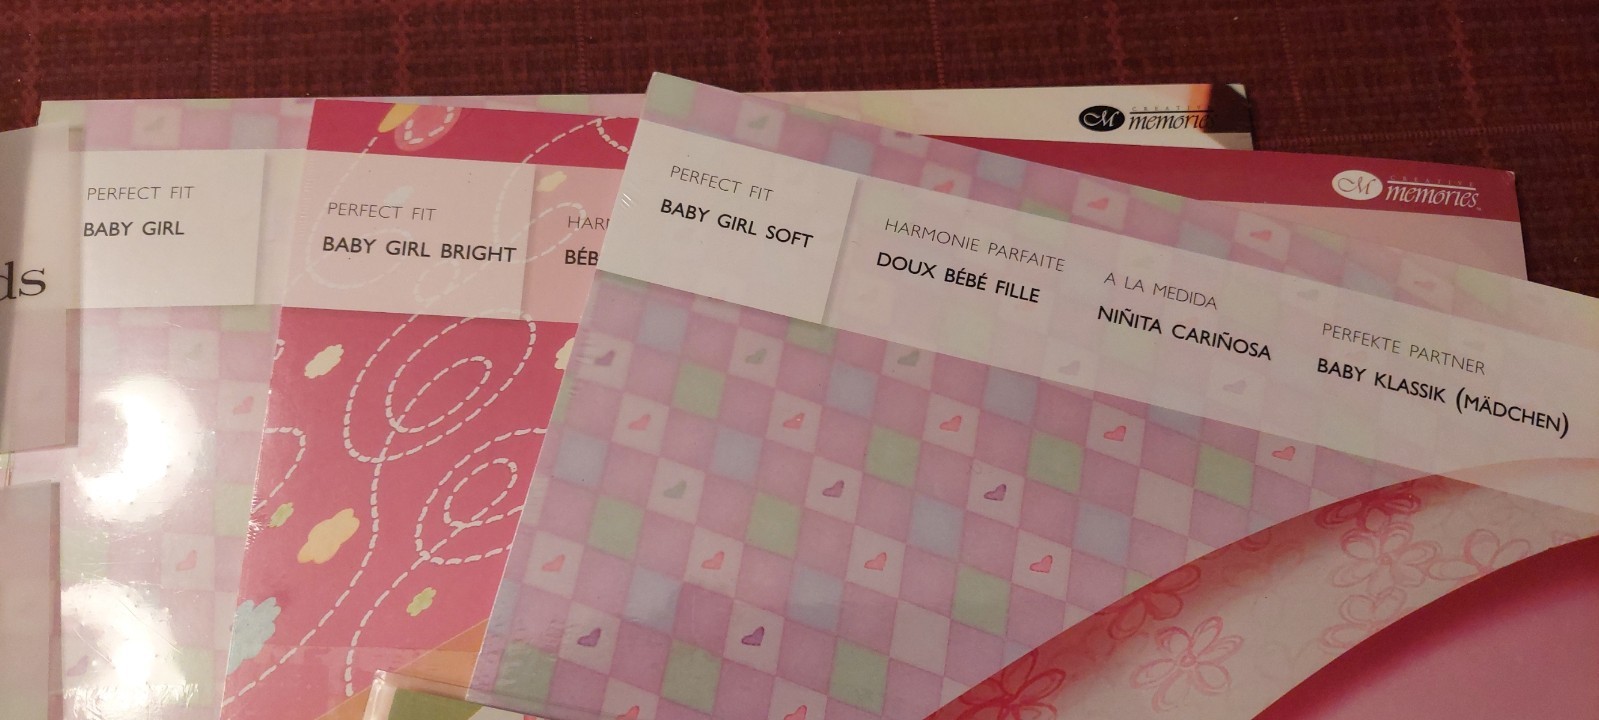 CREATIVE
memories
CREATIVE
memories
ds
PERFECT FIT
BABY GIRL
PERFECT FIT
BABY GIRL BRIGHT
PERFECT FIT
BABY GIRL SOFT
HARMONIE PARFAITE
DOUX BÉBÉ FILLE
A LA MEDIDA
NIÑITA CARIÑOSA
PERFEKTE PARTNER
BABY KLASSIK (MÄDCHEN)